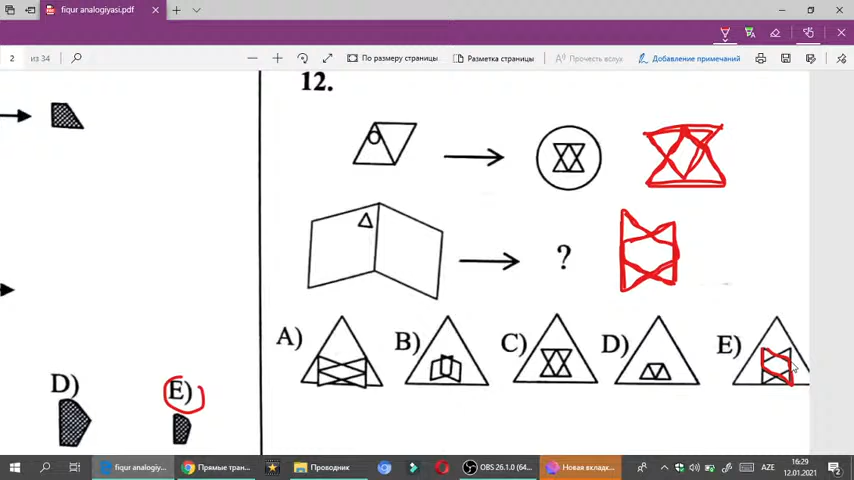 fiqur analogiyasi.pdf
2 из 34
По размеру страницы
Разметка страницы
Прочесть вслух
Добавление примечаний
12.
?
A) B) C) D) E)
D) E)
fiqur analogiy...
Прямые тран...
Проводник
OBS 26.1.0 (64...
Новая вкладк...
AZE
16:29
12.01.2021
2